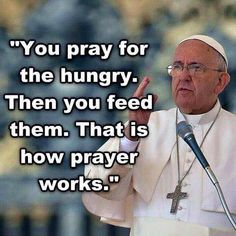 "You pray for
the hungry.
Then you feed
them. That is
how prayer
works."